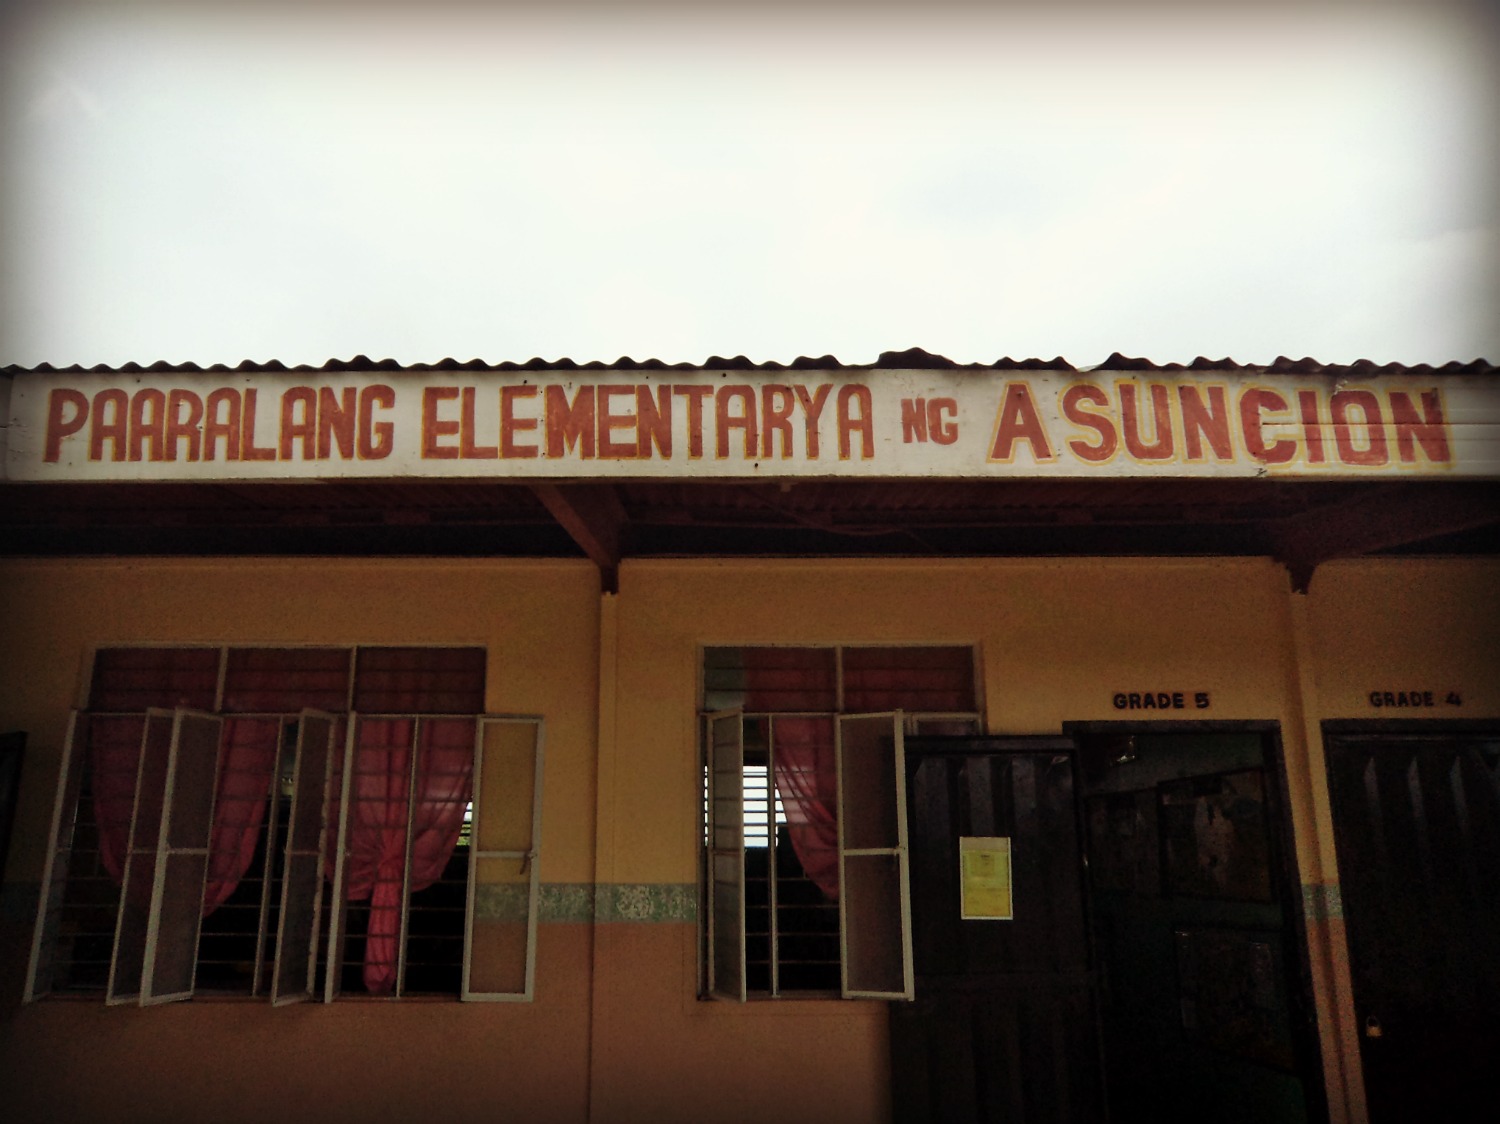 PAARALANG ELEMENTARYA NG ASUNCION
GRADE 5
GRADE 4